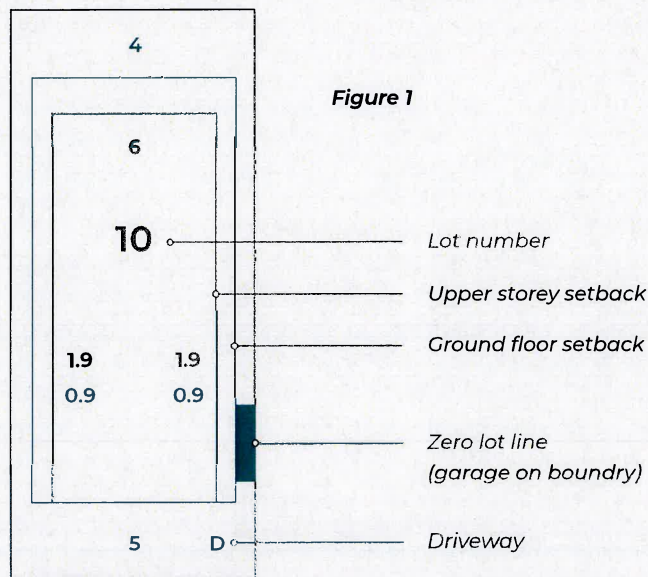 4
Figure 1
6
10
Lot number
Upper storey setback
Ground floor setback
1.9 1.9
0.9 0.9
Zero lot line
(garage on boundry)
5 D
Driveway